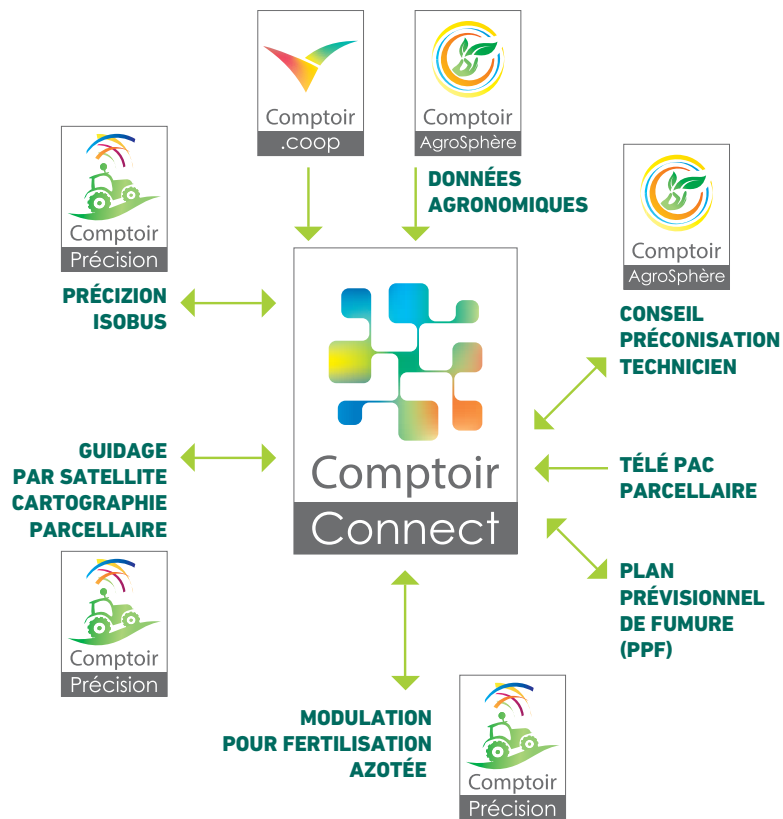 Comptoir
.coop
Comptoir
AgroSphère
DONNÉES
AGRONOMIQUES
Comptoir
Précision
PRÉCIZION
ISOBUS
Comptoir
AgroSphère
CONSEIL
PRÉCONISATION
TECHNICIEN
Comptoir
Connect
GUIDAGE
PAR SATELLITE
CARTOGRAPHIE
PARCELLAIRE
Comptoir
Précision
TÉLÉ PAC
PARCELLAIRE
PLAN
PRÉVISIONNEL
DE FUMURE
(PPF)
MODULATION
POUR FERTILISATION
AZOTÉE
Comptoir
Précision